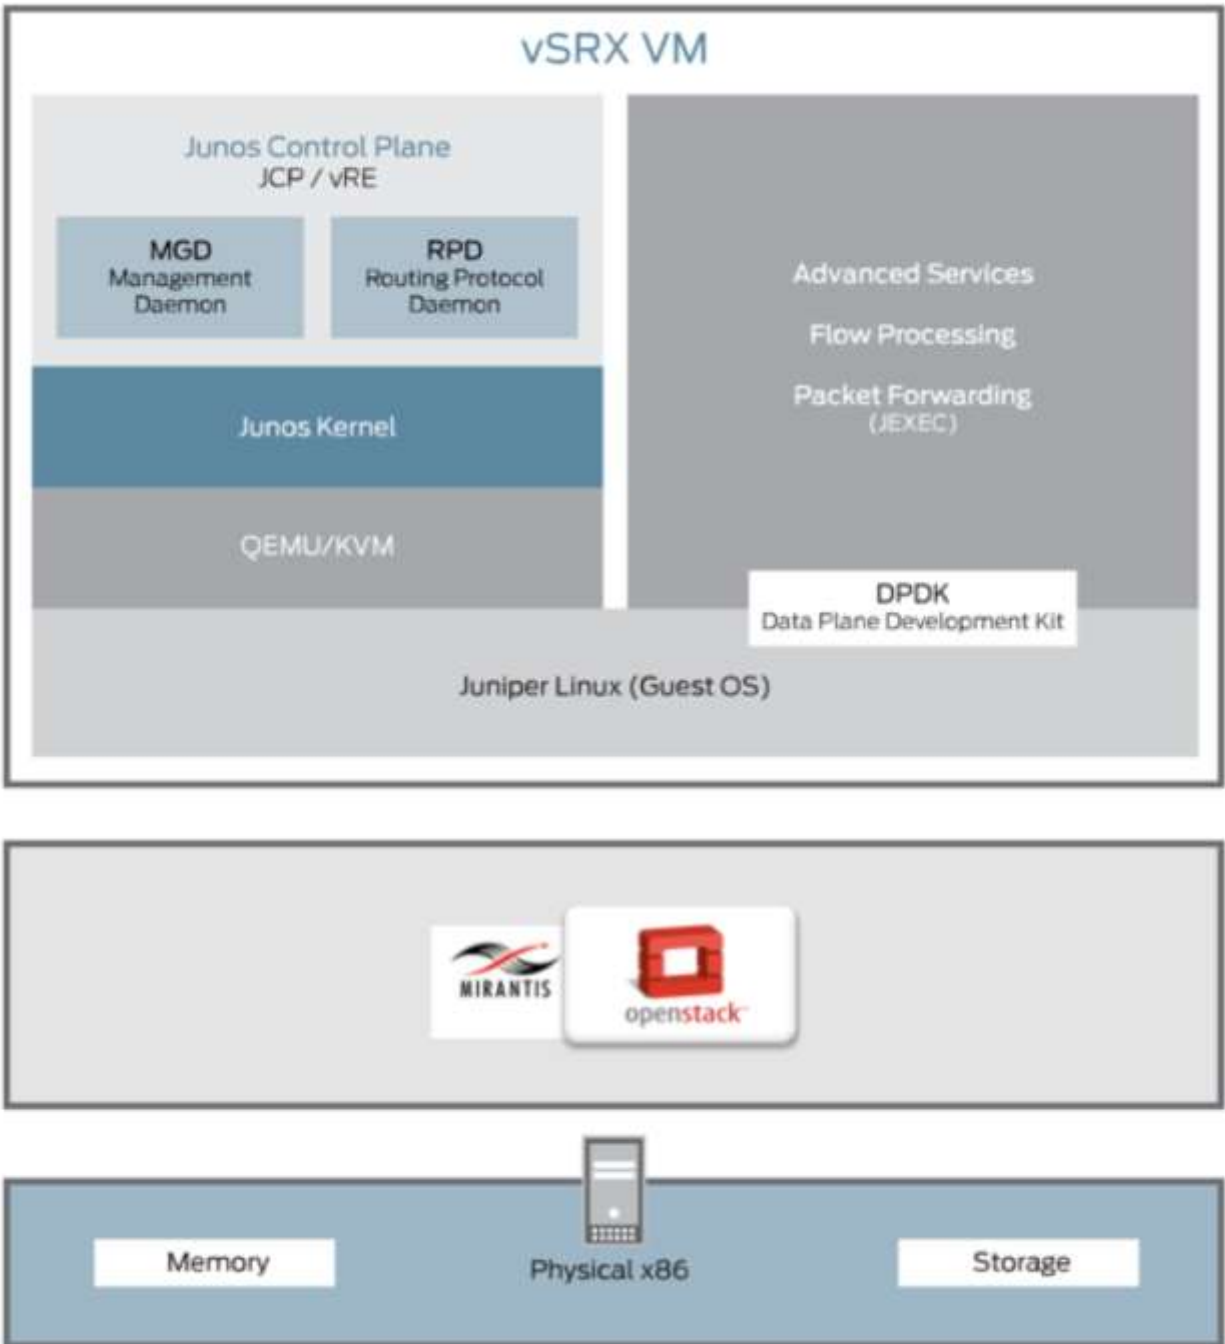 vSRX VM
Junos Control Plane
JCP / vRE
MGD
Management
Daemon
RPD
Routing Protocol
Daemon
Junos Kernel
QEMU/KVM
Advanced Services
Flow Processing
Packet Forwarding
(JEXEC)
DPDK
Data Plane Development Kit
Juniper Linux (Guest OS)
MIRANTIS
openstack
Memory
Physical x86
Storage